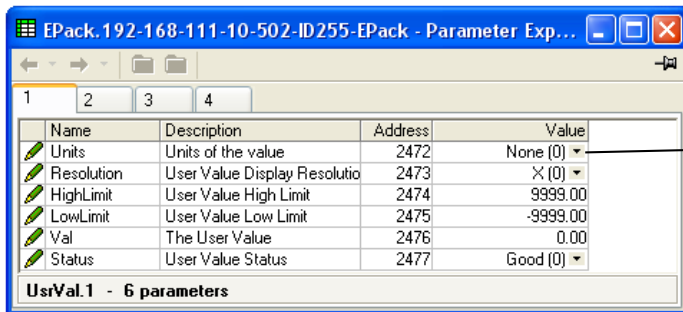 EPack.192-168-111-10-502-ID255-EPack - Parameter Exp...
1 2 3 4
Name Description Address Value
Units Units of the value 2472 None (0)
Resolution User Value Display Resolutio 2473 X (0)
HighLimit User Value High Limit 2474 9999.00
LowLimit User Value Low Limit 2475 -9999.00
Val The User Value 2476 0.00
Status User Value Status 2477 Good (0)
UsrVal.1 - 6 parameters